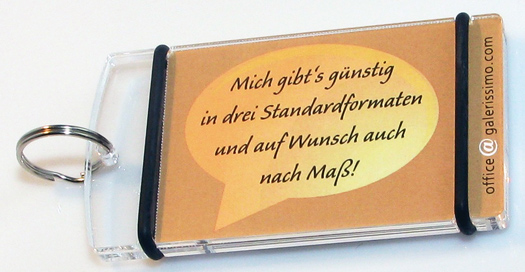 Mich gibt's günstig
in drei Standardformaten
und auf Wunsch auch
nach Maß!
office@galerissimo.com